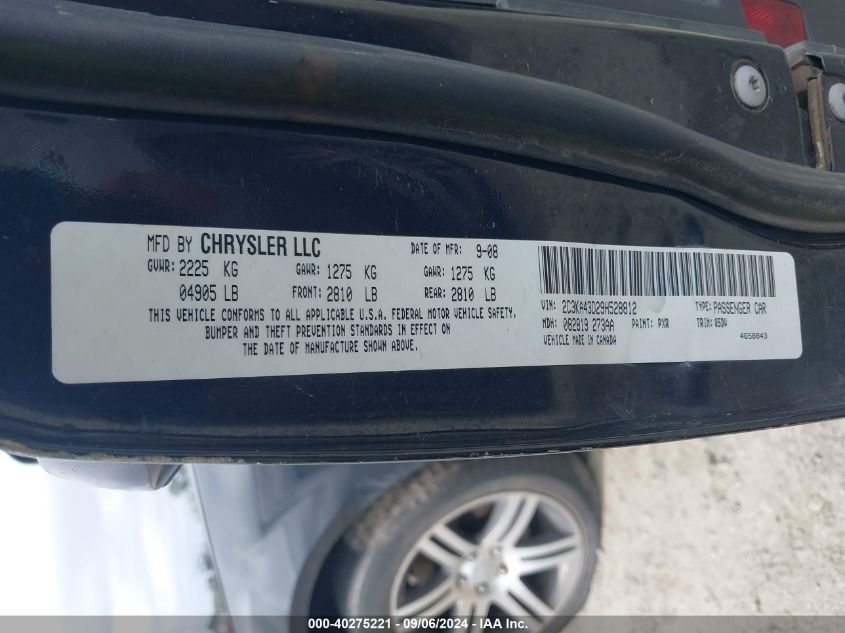 MFD BY CHRYSLER LLC DATE OF MFR: 9-08
GVWR: 2225 KG GAWR: 1275 KG GAWR: 1275 KG
04905 LB FRONT: 2810 LB REAR: 2810 LB
THIS VEHICLE CONFORMS TO ALL APPLICABLE U.S.A. FEDERAL MOTOR VEHICLE SAFETY,
BUMPER AND THEFT PREVENTION STANDARDS IN EFFECT ON
THE DATE OF MANUFACTURE SHOWN ABOVE.
VIN: 2C3KA43D29H528812 TYPE: PASSENGER CAR
MDH: 082819 273AA PAINT: PXR TRIM: 85DV
VEHICLE MADE IN CANADA 4658843
000-40275221 - 09/06/2024 - IAA Inc.